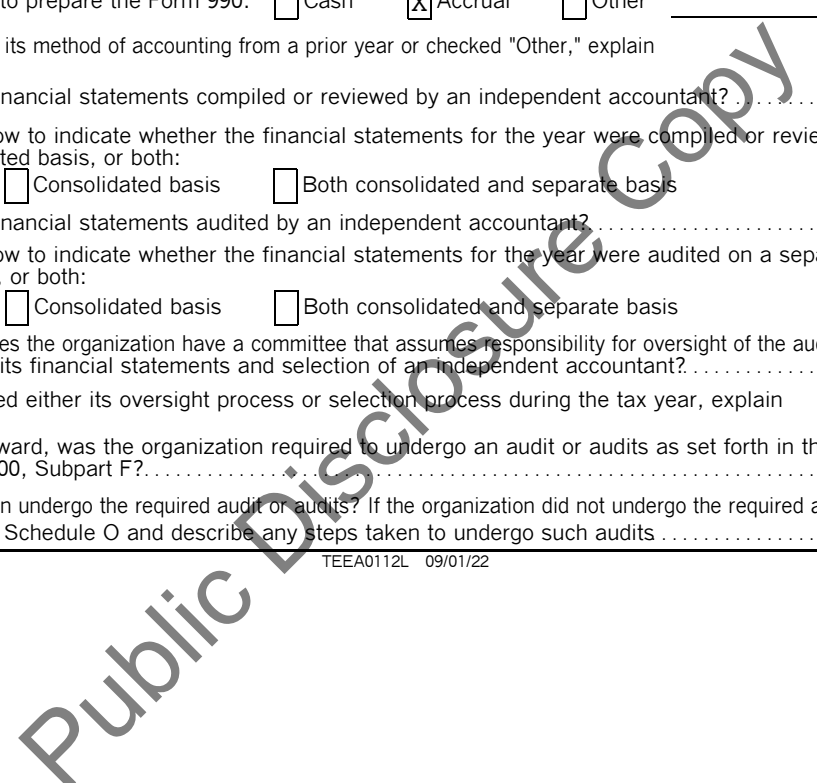 to prepare the Form 990: Cash X Accrual Other
its method of accounting from a prior year or checked "Other," explain
nancial statements compiled or reviewed by an independent accountant?
ow to indicate whether the financial statements for the year were compiled or revie
ted basis, or both:
Consolidated basis Both consolidated and separate basis
nancial statements audited by an independent accountant?
ow to indicate whether the financial statements for the year were audited on a sepa
, or both:
Consolidated basis Both consolidated and separate basis
es the organization have a committee that assumes responsibility for oversight of the au
its financial statements and selection of an independent accountant?
ed either its oversight process or selection process during the tax year, explain
ward, was the organization required to undergo an audit or audits as set forth in th
00, Subpart F?
n undergo the required audit or audits? If the organization did not undergo the required a
Schedule O and describe any steps taken to undergo such audits
TEEA0112L 09/01/22
Public Disclosure Copy